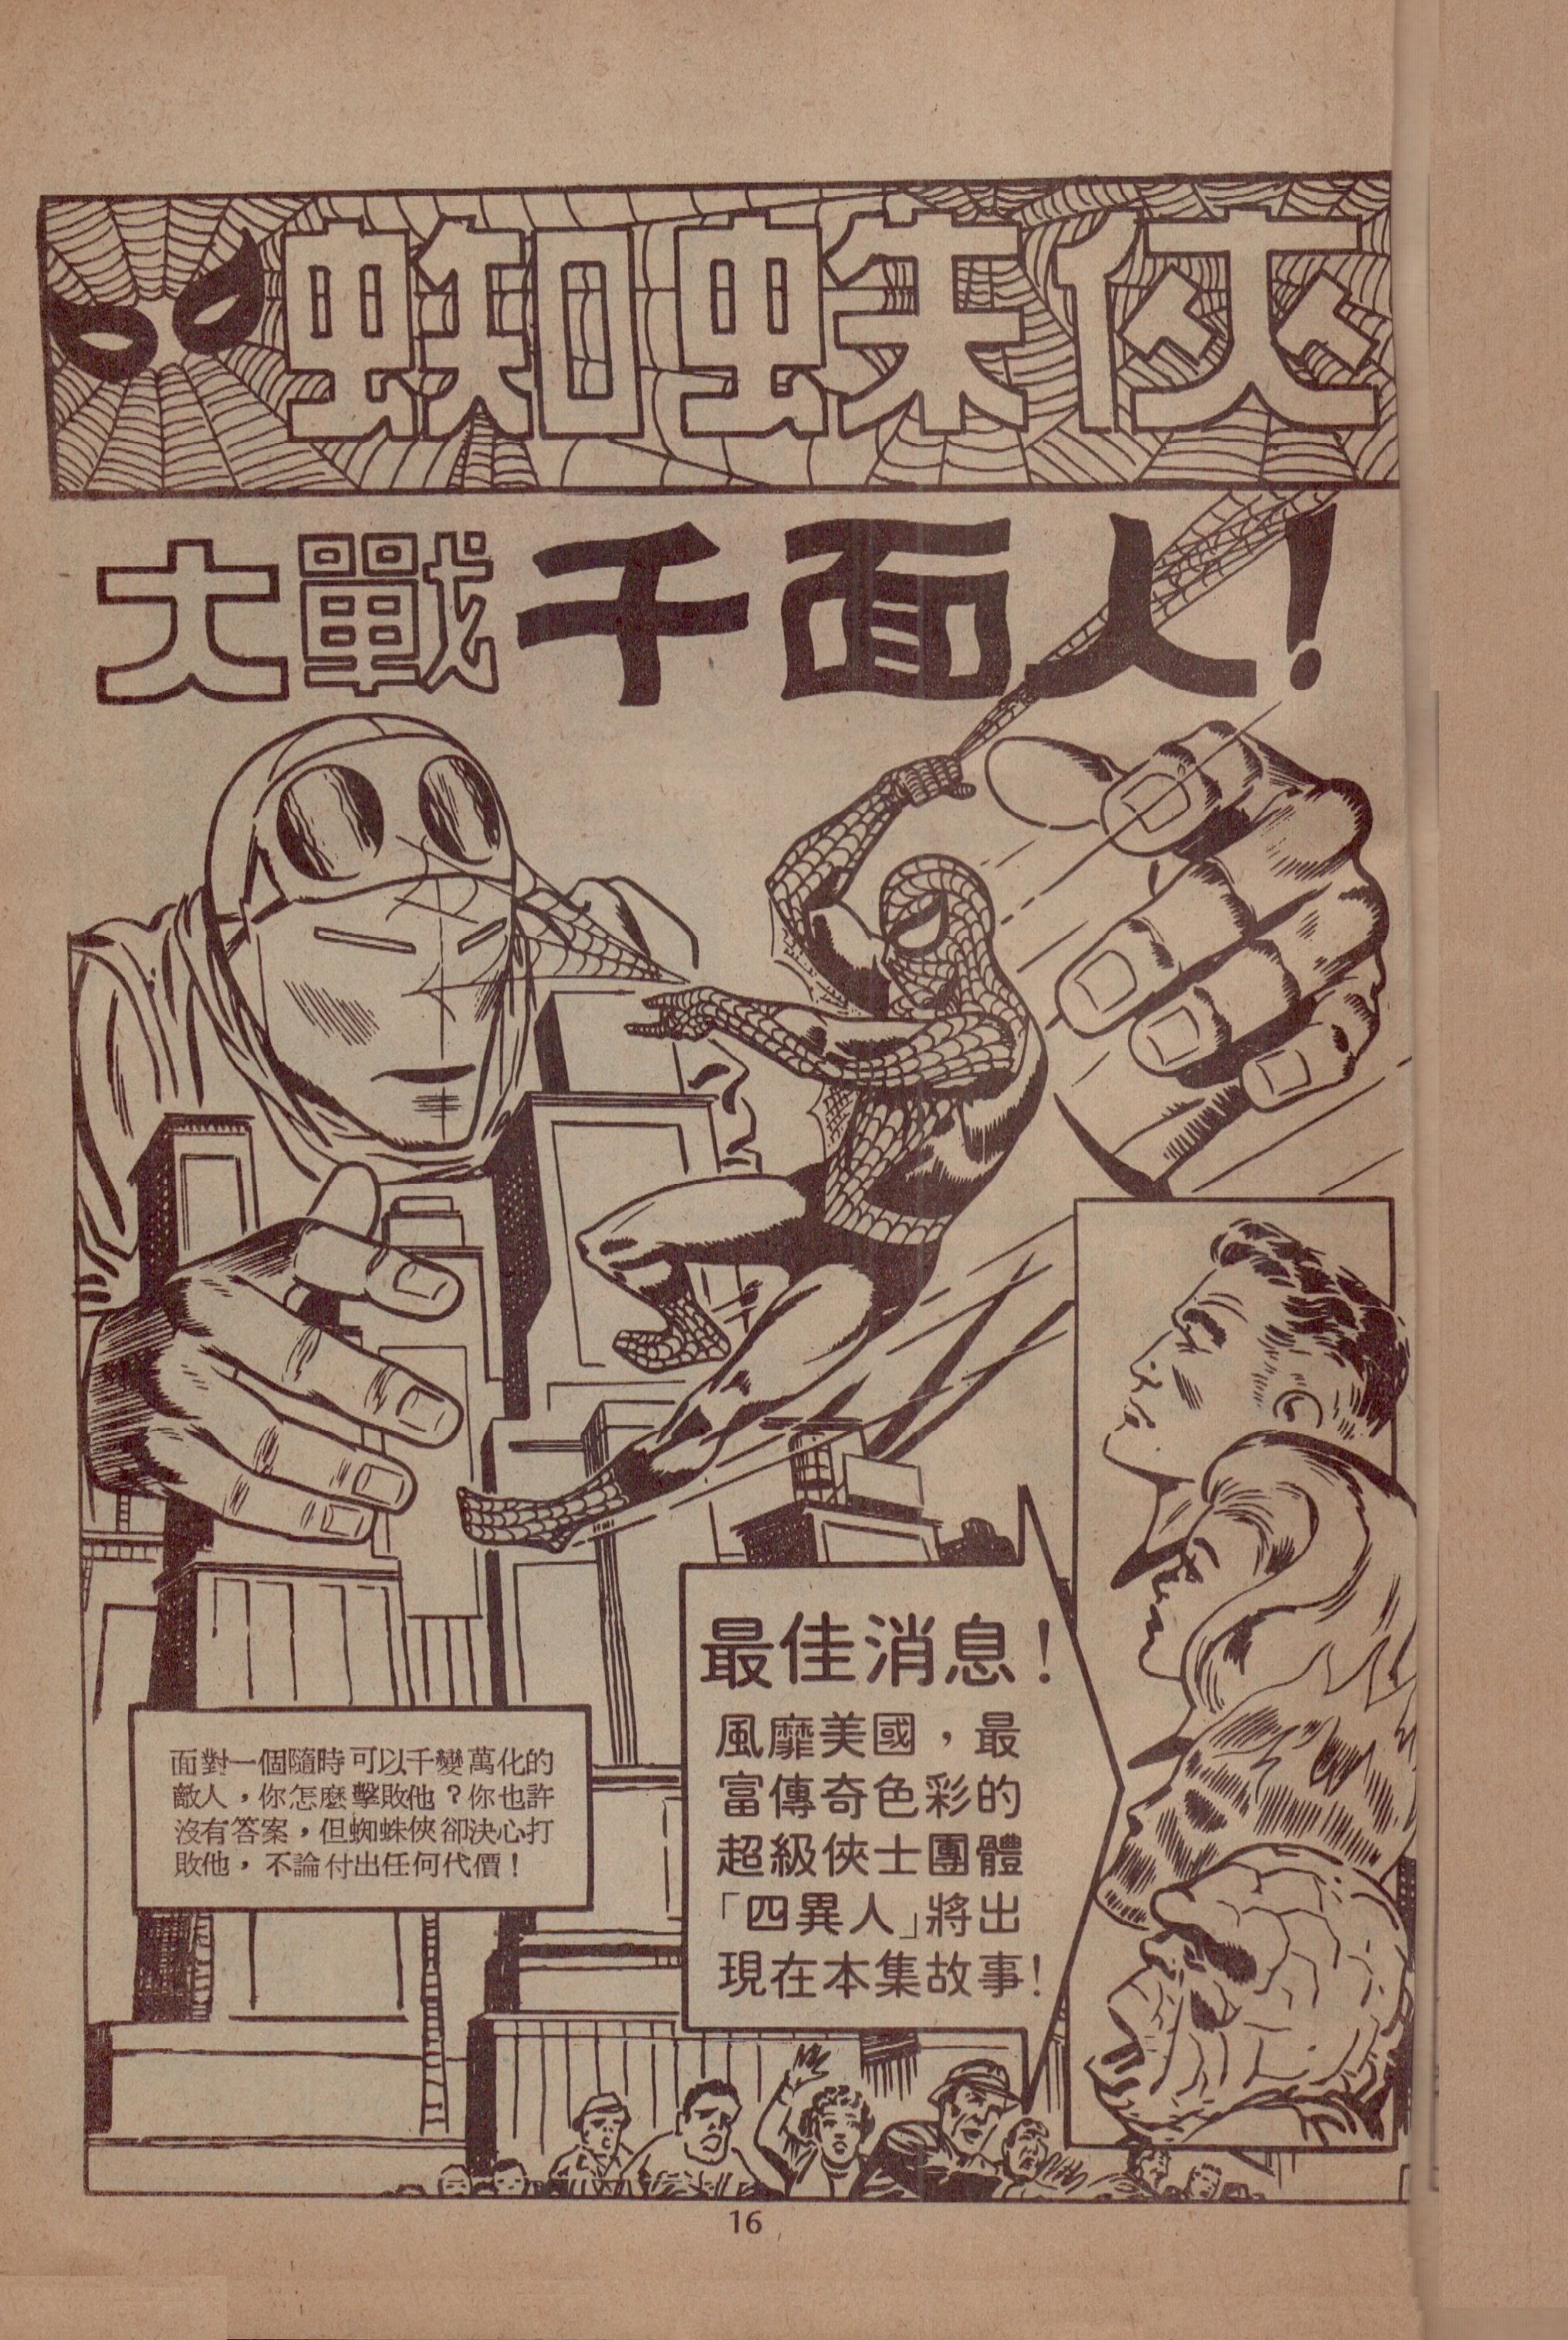 蜘蛛俠
大戰千面人！
最佳消息！
風靡美國，最
富傳奇色彩的
超級俠士團體
「四異人」將出
現在本集故事！
面對一個隨時可以千變萬化的
敵人，你怎麼擊敗他？你也許
沒有答案，但蜘蛛俠卻決心打
敗他，不論付出任何代價！
16